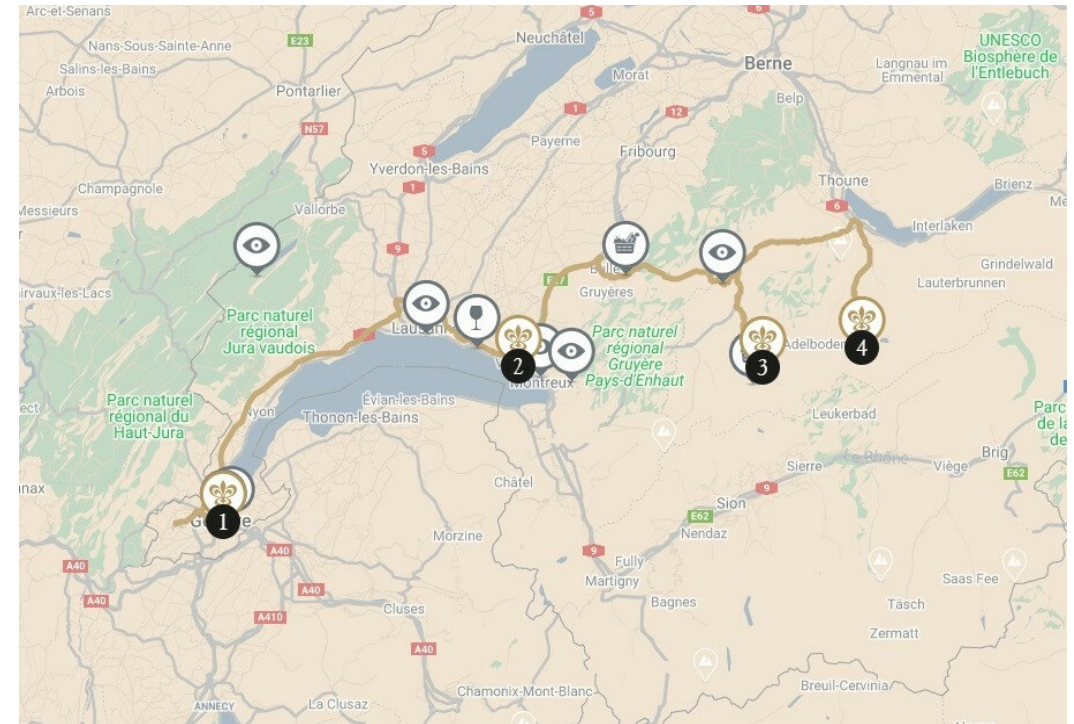 Arc-et-Senans
5
6
Neuchâtel
E23
Nans-Sous-Sainte-Anne
UNESCO
Biosphère de
l'Entlebuch
Berne
Langnau im
Emmental
Salins-les-Bains
Morat
Arbois
Pontarlier
Belp
1
12
N57
Payerne
Fribourg
5
Yverdon-les-Bains
Thoune
1
Champagnole
Brienz
Vallorbe
6
Messieurs
9
Interlaken
Grindelwald
Lauterbrunnen
Gruyères
Parc naturel
régional
Jura vaudois
Parc naturel
régional
Gruyère
Pays-d'Enhaut
2
3
4
Montreux
Évian-les-Bains
Thonon-les-Bains
Parc naturel
régional du
Haut-Jura
Leukerbad
Brig
Sierre
Le Rhône
Viège
E62
Châtel
9
Sion
E62
Nendaz
1
Morzine
A40
9
Fully
Martigny
A40
A40
A40
Saas Fee
Bagnes
Täsch
A410
Cluses
Zermatt
A40
Chamonix-Mont-Blanc
Breuil-Cervinia
ANNECY
La Clusaz